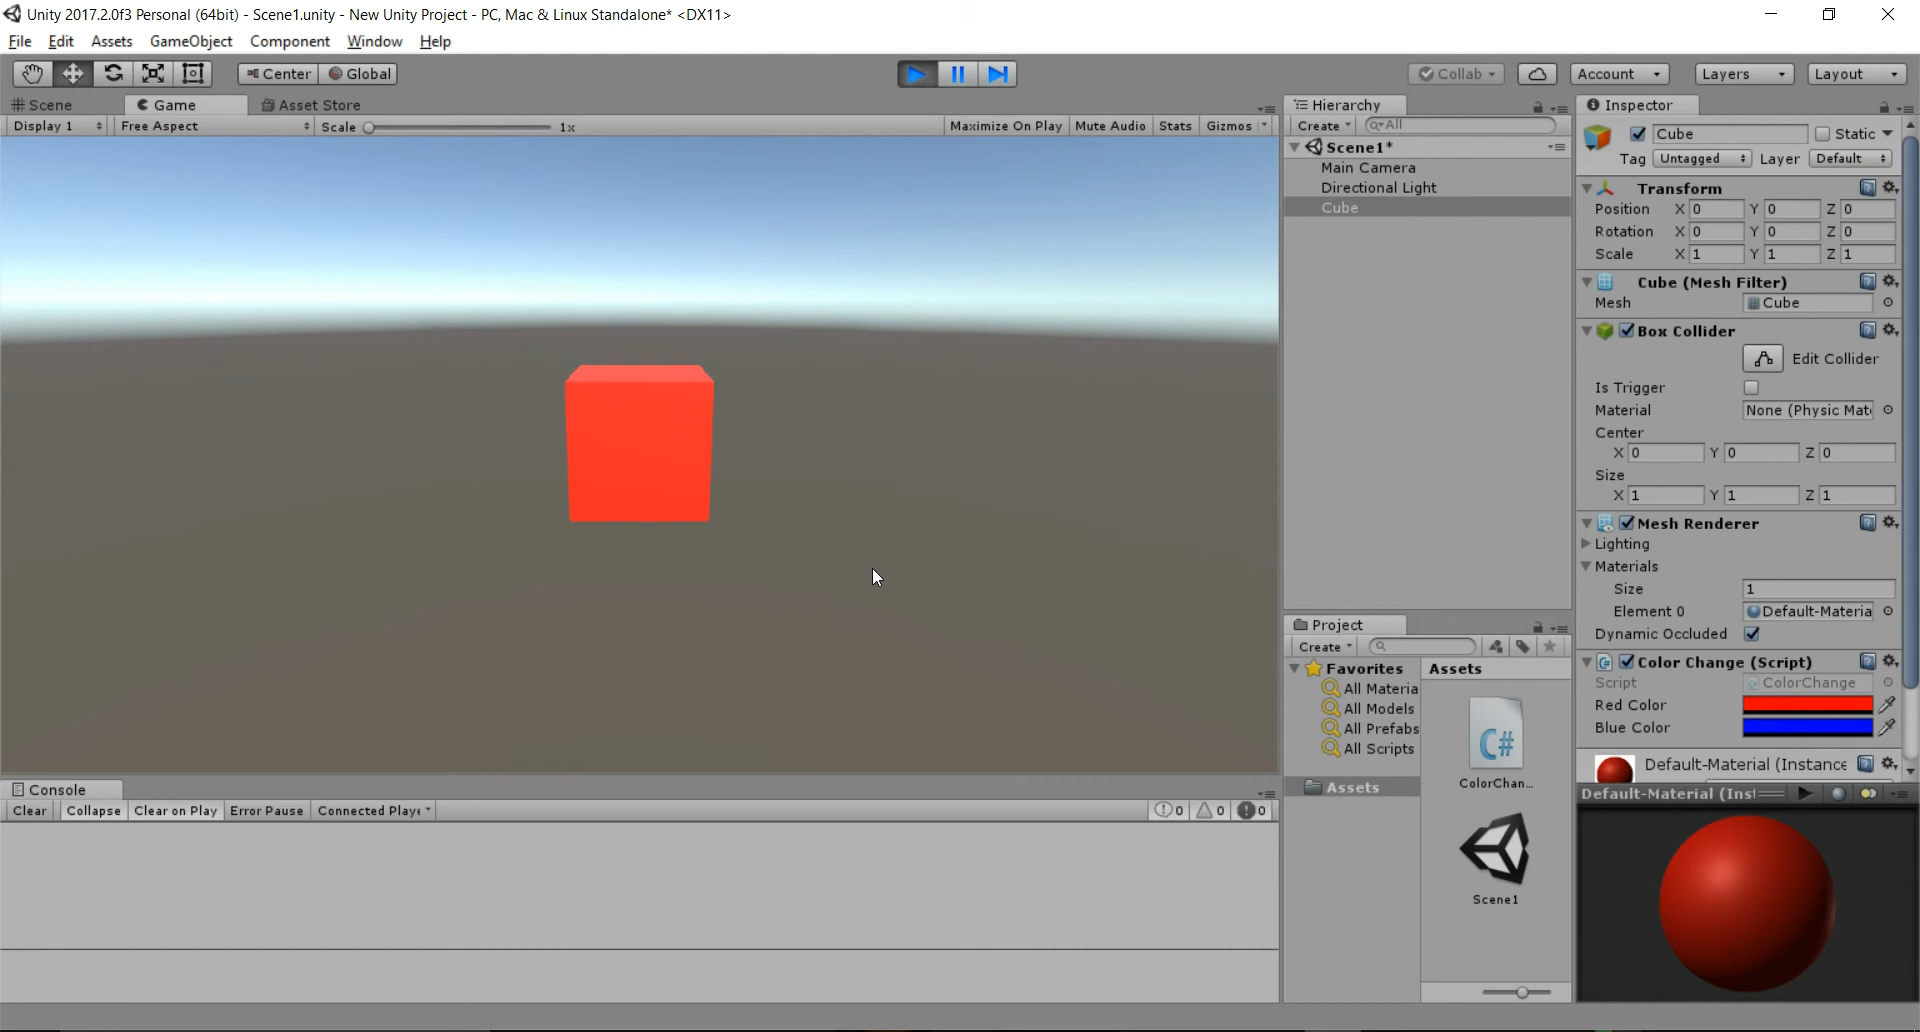 Unity 2017.2.0f3 Personal (64bit) - Scene1.unity - New Unity Project - PC, Mac & Linux Standalone* <DX11>
File Edit Assets GameObject Component Window Help
Center Global Collab Account Layers Layout
Scene Game Asset Store
Display 1 Free Aspect Scale 1x Maximize On Play Mute Audio Stats Gizmos
Hierarchy
Create All
Scene1*
Main Camera
Directional Light
Cube
Project
Create
Favorites
All Materia
All Models
All Prefabs
All Scripts
Assets
Assets
C#
ColorChan...
Scene1
Inspector
Cube Static
Tag Untagged Layer Default
Transform
Position X 0 Y 0 Z 0
Rotation X 0 Y 0 Z 0
Scale X 1 Y 1 Z 1
Cube (Mesh Filter)
Mesh Cube
Box Collider
Edit Collider
Is Trigger
Material None (Physic Mate
Center
X 0 Y 0 Z 0
Size
X 1 Y 1 Z 1
Mesh Renderer
Lighting
Materials
Size 1
Element 0 Default-Materia
Dynamic Occluded
Color Change (Script)
Script ColorChange
Red Color
Blue Color
Default-Material (Instance
Default-Material (Inst
Console
Clear Collapse Clear on Play Error Pause Connected Playe 0 0 0